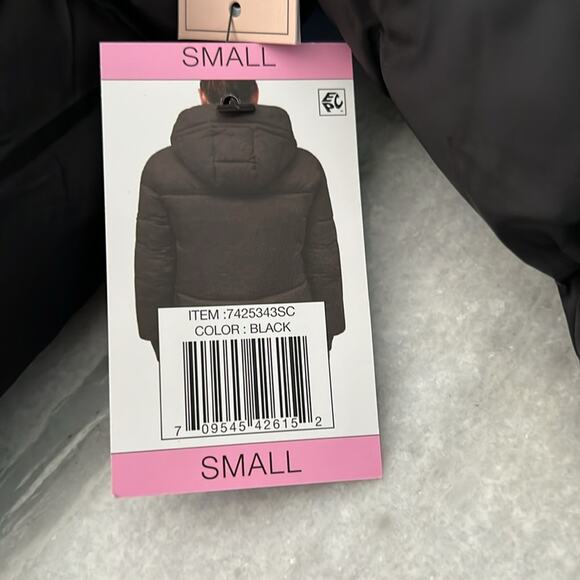 SMALL
ITEM :7425343SC
COLOR : BLACK
7 09545 42615 2
SMALL